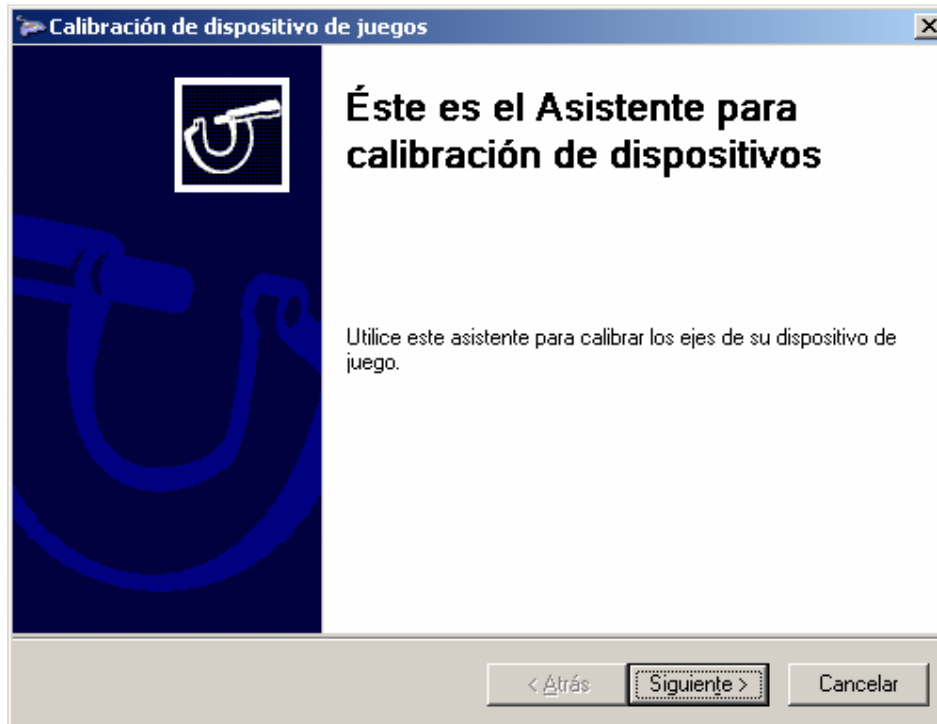 Calibración de dispositivo de juegos
Éste es el Asistente para
calibración de dispositivos
Utilice este asistente para calibrar los ejes de su dispositivo de
juego.
< Atrás
Siguiente >
Cancelar